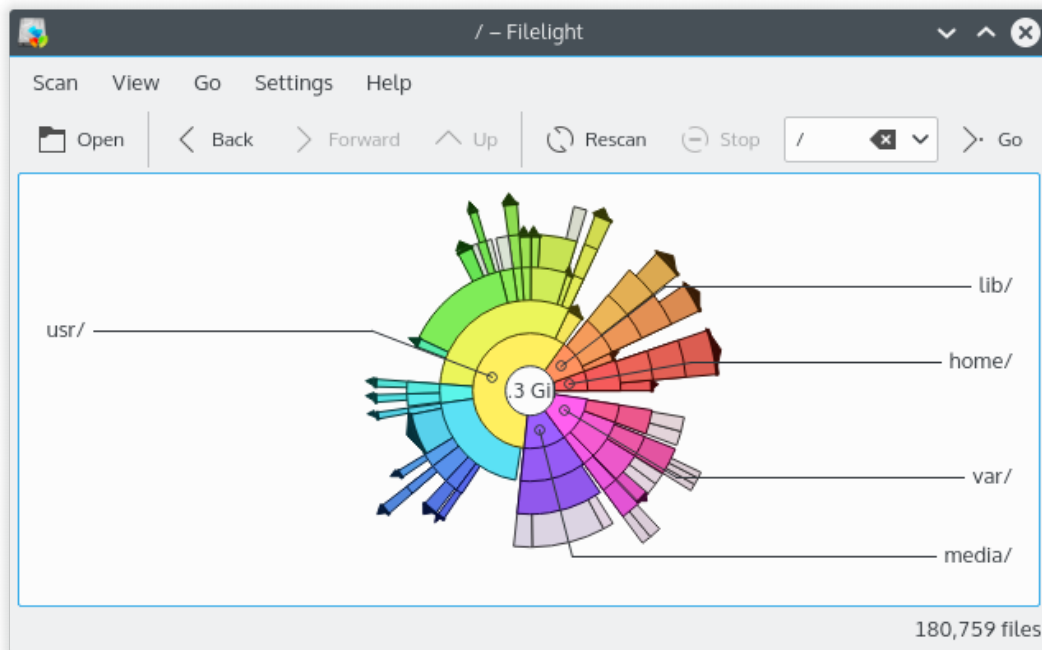 / – Filelight
Scan View Go Settings Help
Open Back Forward Up Rescan Stop / Go
lib/
usr/
home/
.3 Gi
var/
media/
180,759 files